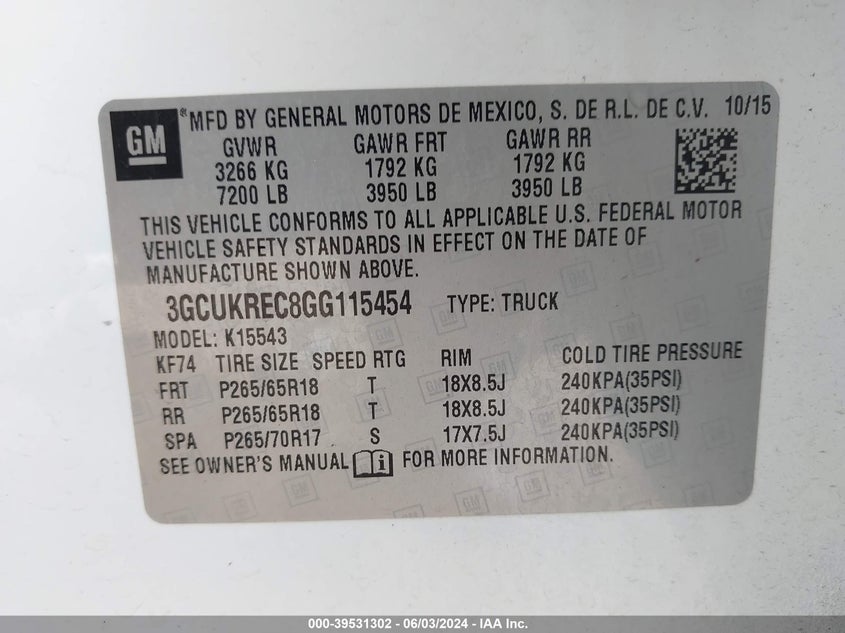 GM
*MFD BY GENERAL MOTORS DE MEXICO, S. DE R.L. DE C.V. 10/15
GVWR GAWR FRT GAWR RR
3266 KG 1792 KG 1792 KG
7200 LB 3950 LB 3950 LB
THIS VEHICLE CONFORMS TO ALL APPLICABLE U.S. FEDERAL MOTOR
VEHICLE SAFETY STANDARDS IN EFFECT ON THE DATE OF
MANUFACTURE SHOWN ABOVE.
3GCUKREC8GG115454 TYPE: TRUCK
MODEL: K15543
KF74 TIRE SIZE SPEED RTG RIM COLD TIRE PRESSURE
FRT P265/65R18 T 18X8.5J 240KPA(35PSI)
RR P265/65R18 T 18X8.5J 240KPA(35PSI)
SPA P265/70R17 S 17X7.5J 240KPA(35PSI)
SEE OWNER'S MANUAL i FOR MORE INFORMATION.
000-39531302 - 06/03/2024 - IAA Inc.